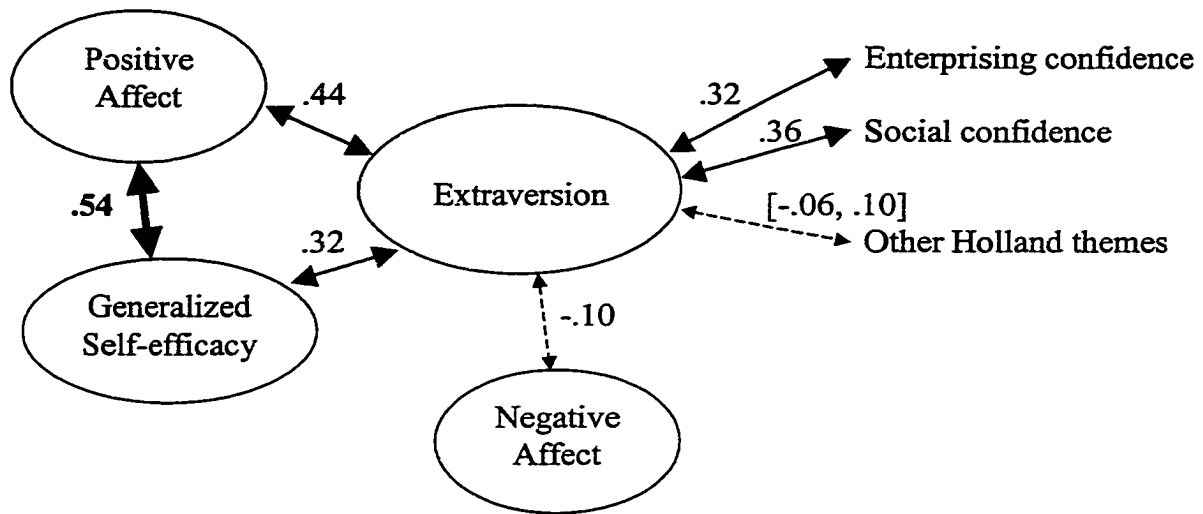 Positive
Affect
.44
.54
Generalized
Self-efficacy
.32
Extraversion
.32
Enterprising confidence
.36
Social confidence
[-.06, .10]
Other Holland themes
-.10
Negative
Affect